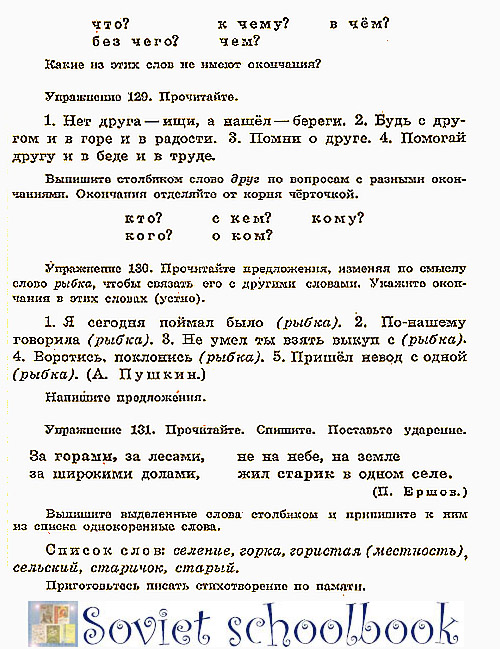 что? к чему? в чём?
без чего? чем?
Какие из этих слов не имеют окончания?
Упражнение 129. Прочитайте.
1. Нет друга — ищи, а нашёл — береги. 2. Будь с дру-
гом и в горе и в радости. 3. Помни о друге. 4. Помогай
другу и в беде и в труде.
Выпишите столбиком слово друг по вопросам с разными окон-
чаниями. Окончания отделяйте от корня чёрточкой.
кто? с кем? кому?
кого? о ком?
Упражнение 130. Прочитайте предложения, изменяя по смыслу
слово рыбка, чтобы связать его с другими словами. Укажите окон-
чания в этих словах (устно).
1. Я сегодня поймал было (рыбка). 2. По-нашему
говорила (рыбка). 3. Не умел ты взять выкуп с (рыбка).
4. Воротись, поклонись (рыбка). 5. Пришёл невод с одной
(рыбка). (А. Пушкин.)
Напишите предложения.
Упражнение 131. Прочитайте. Спишите. Поставьте ударение.
За горами, за лесами, не на небе, на земле
за широкими долами, жил старик в одном селе.
(П. Ершов.)
Выпишите выделенные слова столбиком и припишите к ним
из списка однокоренные слова.
Список слов: селение, горка, гористая (местность),
сельский, старичок, старый.
Приготовьтесь писать стихотворение по памяти.
Soviet schoolbook